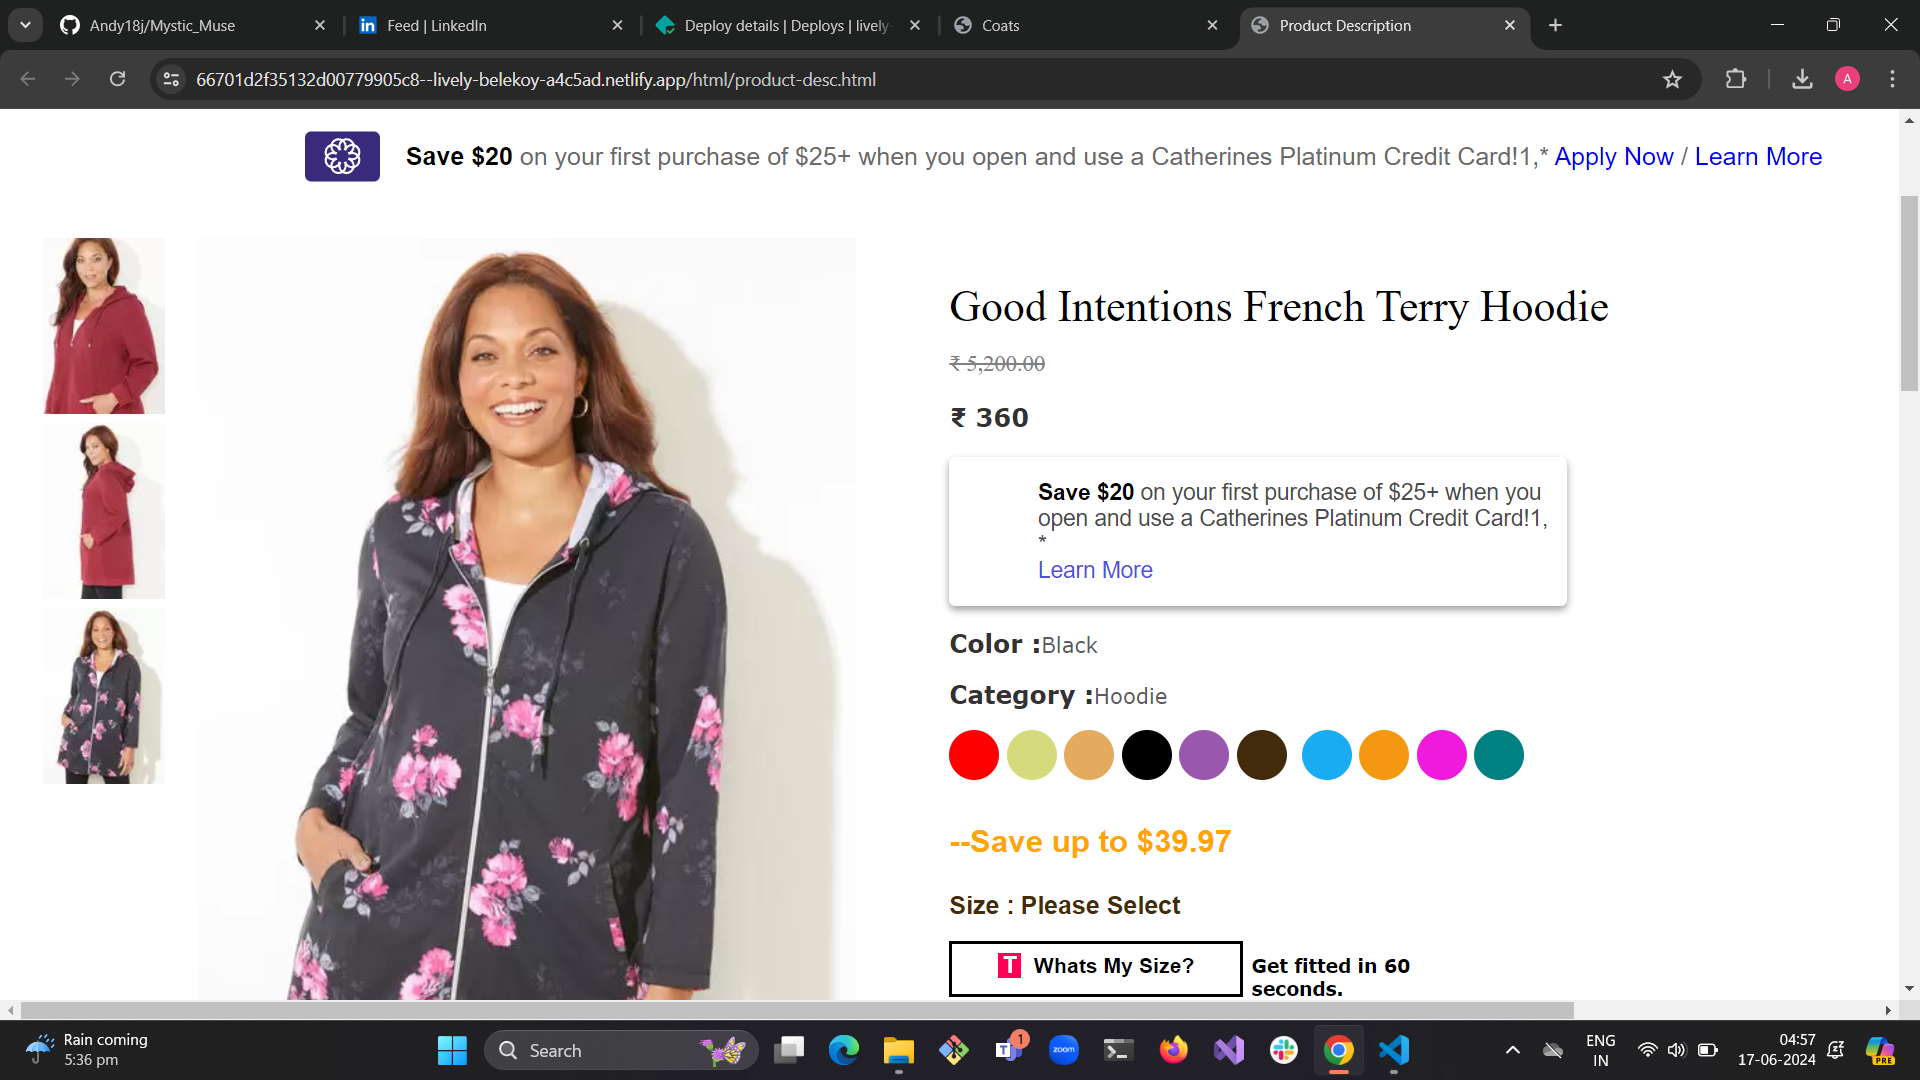 Andy18j/Mystic_Muse
Feed | LinkedIn
Deploy details | Deploys | lively-
Coats
Product Description
66701d2f35132d00779905c8--lively-belekoy-a4c5ad.netlify.app/html/product-desc.html
A
Save $20 on your first purchase of $25+ when you open and use a Catherines Platinum Credit Card!1,* Apply Now / Learn More
Good Intentions French Terry Hoodie
₹ 5,200.00
₹ 360
Save $20 on your first purchase of $25+ when you
open and use a Catherines Platinum Credit Card!1,
*
Learn More
Color :Black
Category :Hoodie
--Save up to $39.97
Size : Please Select
T Whats My Size?
Get fitted in 60
seconds.
Rain coming
5:36 pm
Search
T
1
zoom
ENG
IN
04:57
17-06-2024
PRE